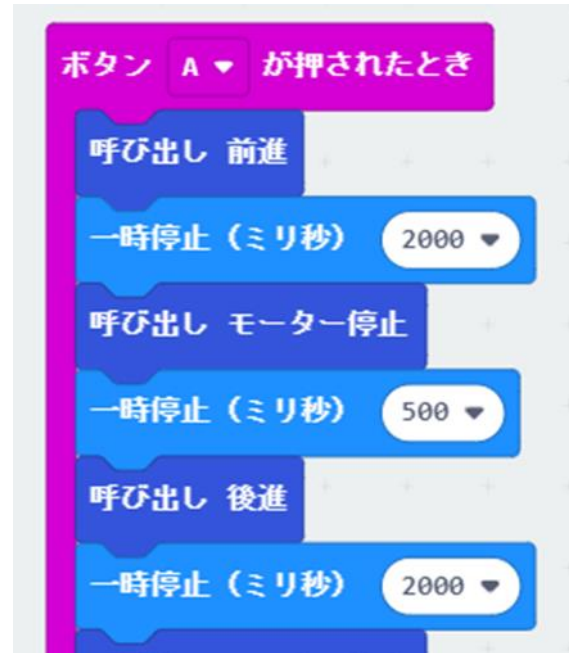 ボタン A が押されたとき
呼び出し 前進
一時停止（ミリ秒） 2000
呼び出し モーター停止
一時停止（ミリ秒） 500
呼び出し 後進
一時停止（ミリ秒） 2000